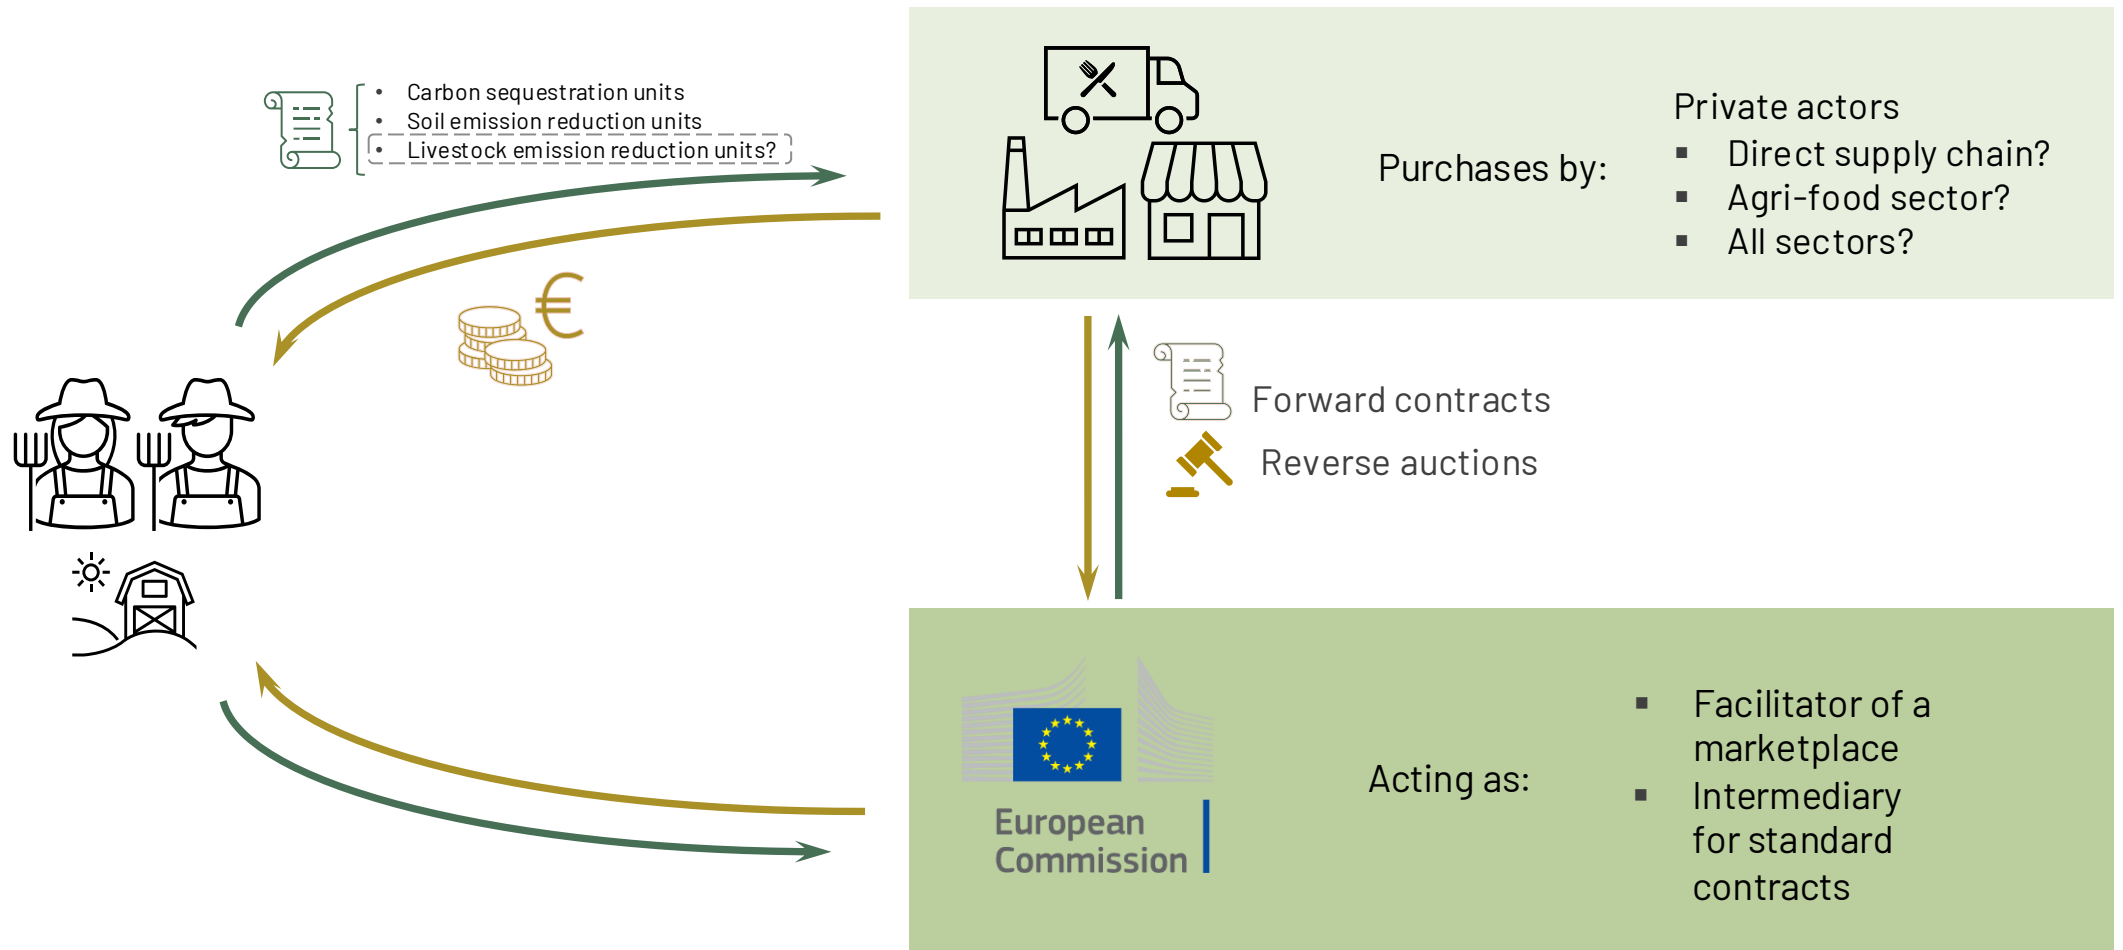 • Carbon sequestration units
• Soil emission reduction units
• Livestock emission reduction units?
€
Purchases by:
Private actors
▪ Direct supply chain?
▪ Agri-food sector?
▪ All sectors?
Forward contracts
Reverse auctions
European
Commission
Acting as:
▪ Facilitator of a
marketplace
▪ Intermediary
for standard
contracts